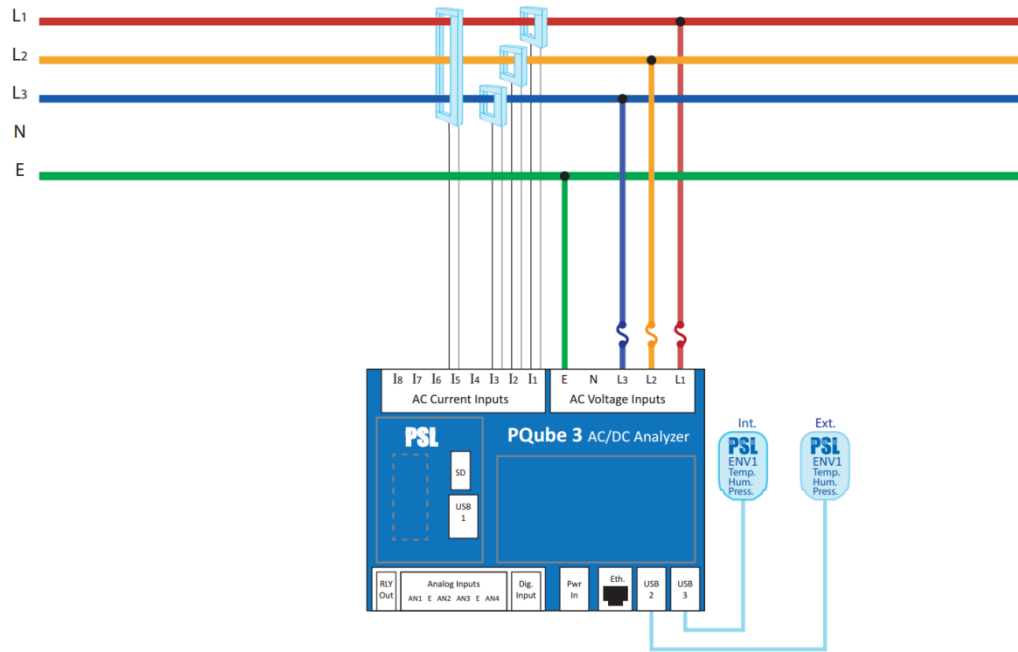 L1
L2
L3
N
E
I8 I7 I6 I5 I4 I3 I2 I1
AC Current Inputs
E N L3 L2 L1
AC Voltage Inputs
PSL
PQube 3 AC/DC Analyzer
SD
USB
1
RLY
Out
Analog Inputs
AN1 E AN2 AN3 E AN4
Dig.
Input
Pwr
In
Eth.
USB
2
USB
3
Int.
PSL
ENV1
Temp.
Hum.
Press.
Ext.
PSL
ENV1
Temp.
Hum.
Press.